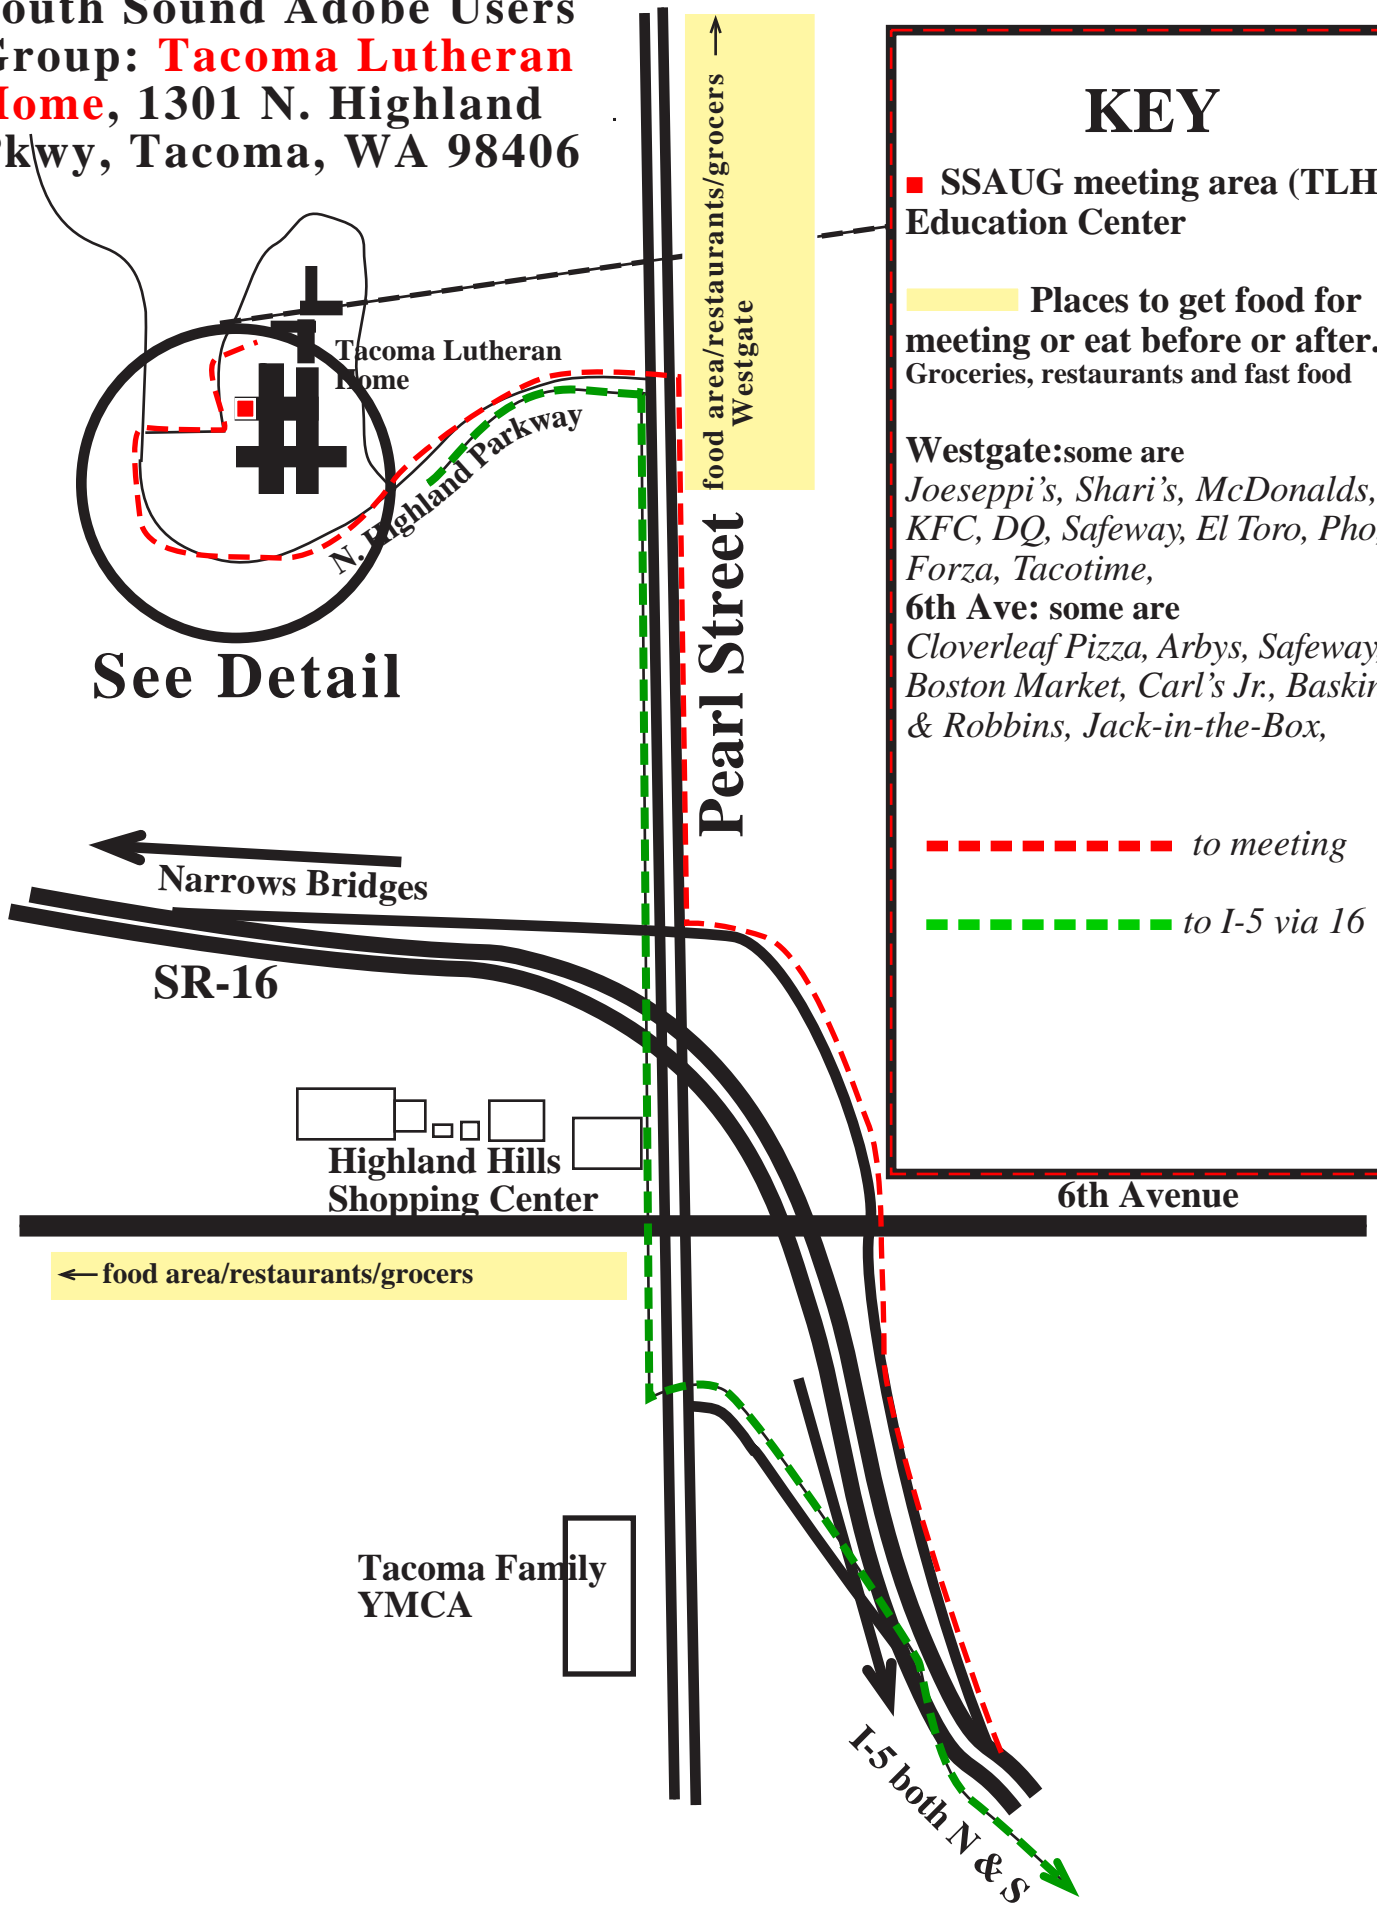 outh Sound Adobe Users
Group: Tacoma Lutheran
Home, 1301 N. Highland
Pkwy, Tacoma, WA 98406
food area/restaurants/grocers
Westgate
KEY
SSAUG meeting area (TLH
Education Center
Places to get food for
meeting or eat before or after.
Groceries, restaurants and fast food
Westgate:some are
Joeseppi's, Shari's, McDonalds,
KFC, DQ, Safeway, El Toro, Pho,
Forza, Tacotime,
6th Ave: some are
Cloverleaf Pizza, Arbys, Safeway,
Boston Market, Carl's Jr., Baskin
& Robbins, Jack-in-the-Box,
to meeting
to I-5 via 16
Tacoma Lutheran
Home
N. Highland Parkway
See Detail
Pearl Street
Narrows Bridges
SR-16
Highland Hills
Shopping Center
6th Avenue
food area/restaurants/grocers
Tacoma Family
YMCA
I-5 both N & S